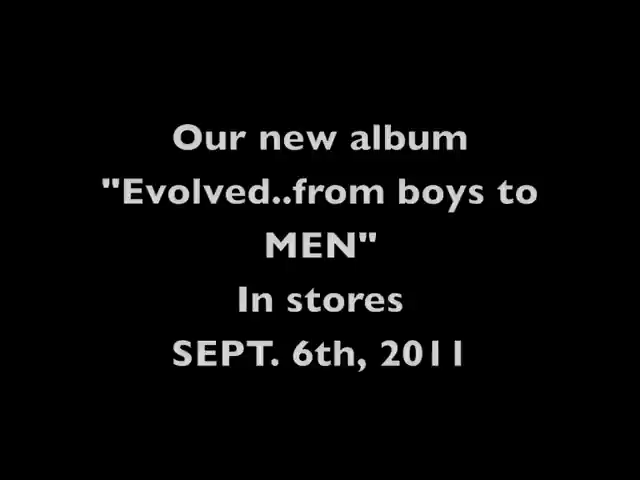 Our new album
"Evolved..from boys to
MEN"
In stores
SEPT. 6th, 2011